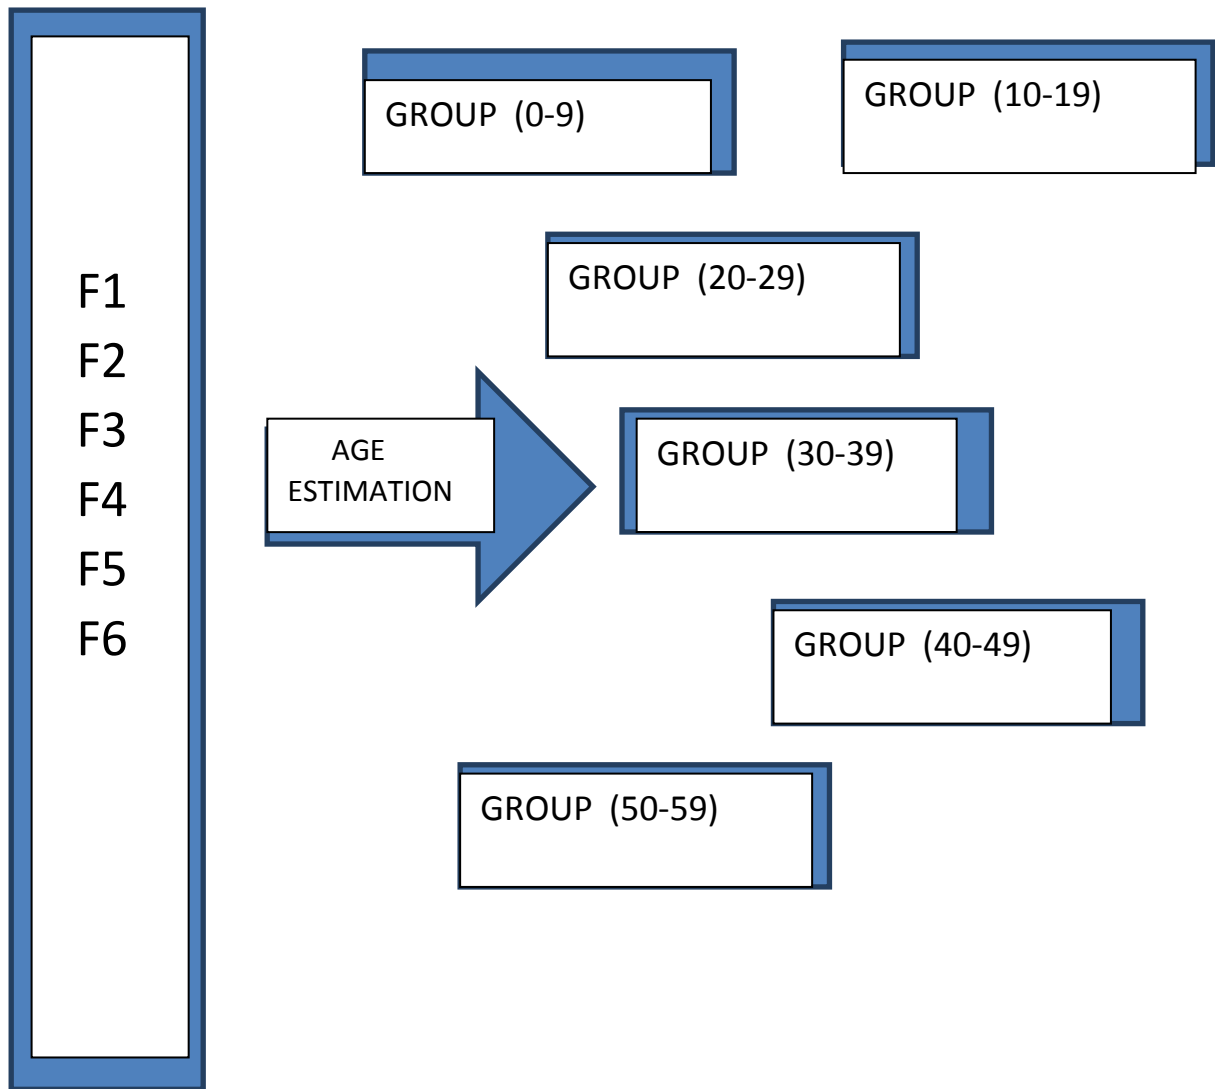 F1
F2
F3
F4
F5
F6
AGE
ESTIMATION
GROUP  (0-9)
GROUP  (10-19)
GROUP  (20-29)
GROUP  (30-39)
GROUP  (40-49)
GROUP  (50-59)